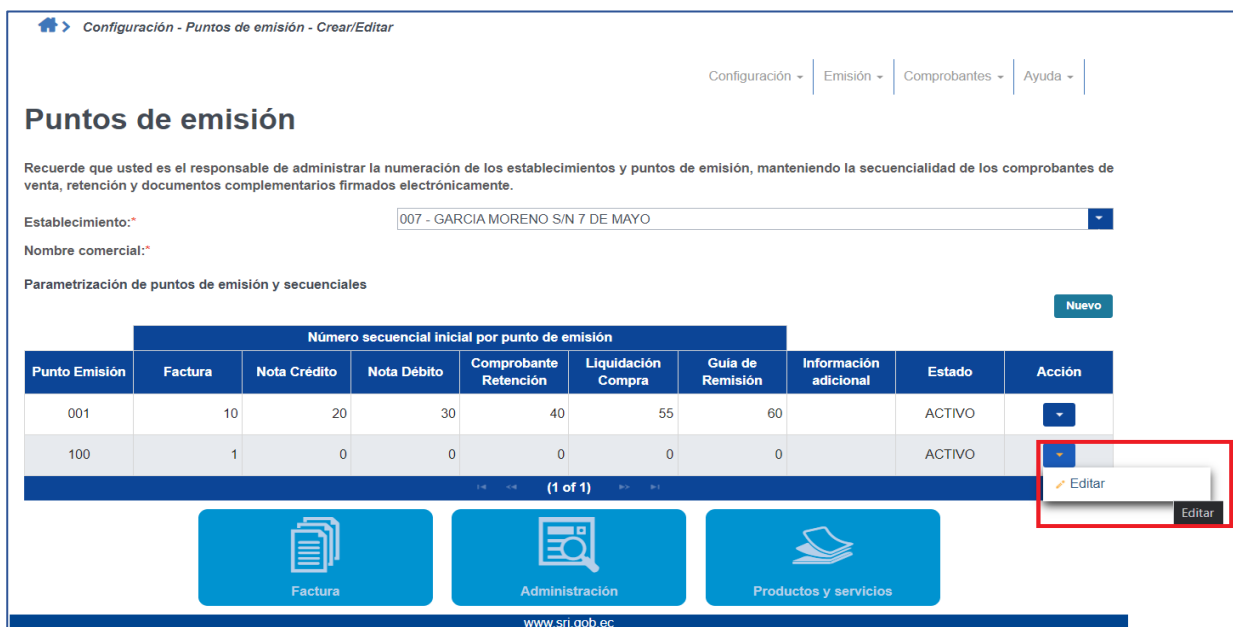 Configuración - Puntos de emisión - Crear/Editar
Configuración Emisión Comprobantes Ayuda
Puntos de emisión
Recuerde que usted es el responsable de administrar la numeración de los establecimientos y puntos de emisión, manteniendo la secuencialidad de los comprobantes de
venta, retención y documentos complementarios firmados electrónicamente.
Establecimiento:* 007 - GARCIA MORENO S/N 7 DE MAYO
Nombre comercial:*
Parametrización de puntos de emisión y secuenciales
Nuevo
Número secuencial inicial por punto de emisión
Punto Emisión Factura Nota Crédito Nota Débito Comprobante Retención Liquidación Compra Guía de Remisión Información adicional Estado Acción
001 10 20 30 40 55 60 ACTIVO
100 1 0 0 0 0 0 ACTIVO
(1 of 1)
Editar
Editar
Factura Administración Productos y servicios
www.sri.gob.ec